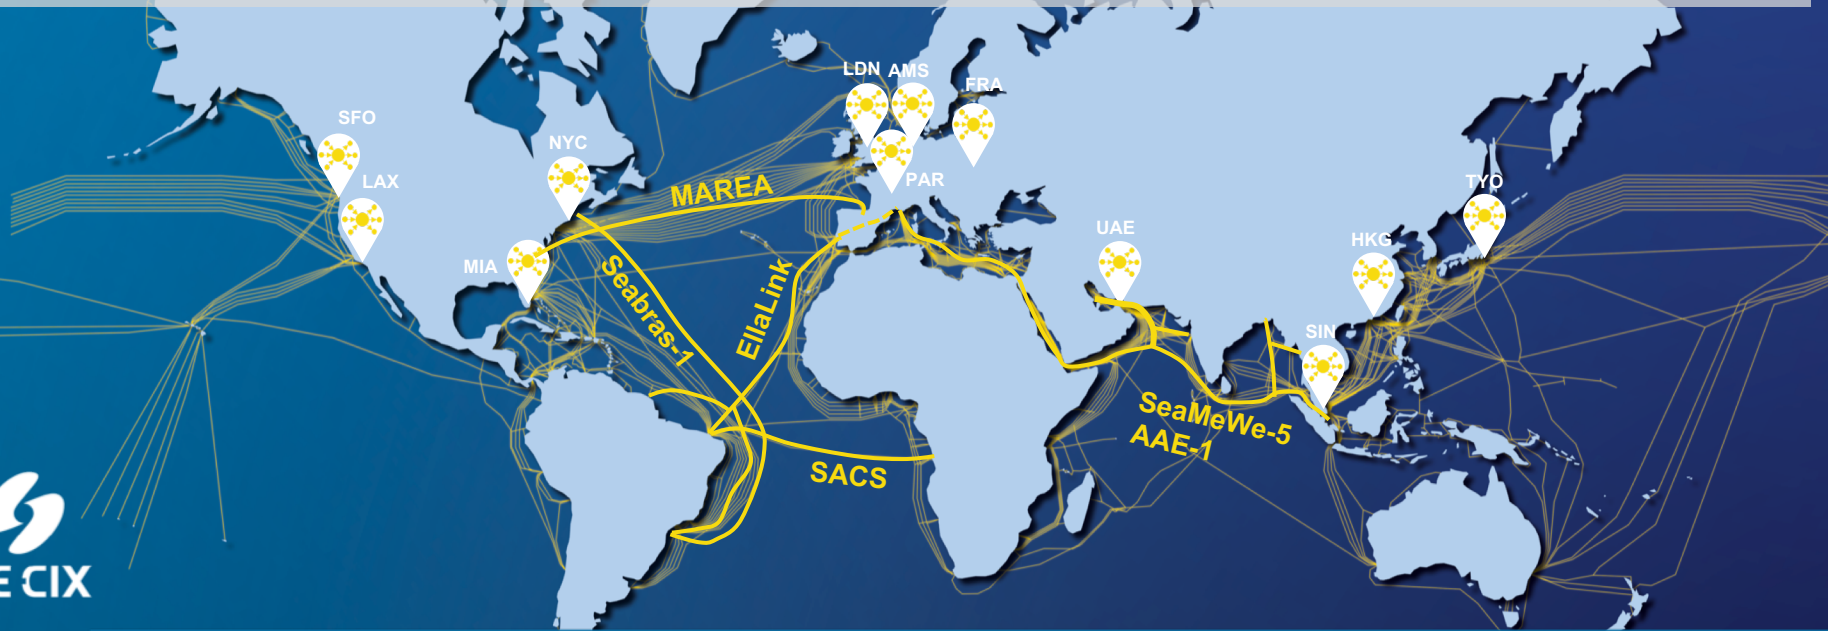 LDN AMS
FRA
SFO
NYC
LAX
PAR
TYO
MAREA
UAE
HKG
MIA
Seabras-1
EllaLink
SIN
SeaMeWe-5
AAE-1
SACS
E CIX